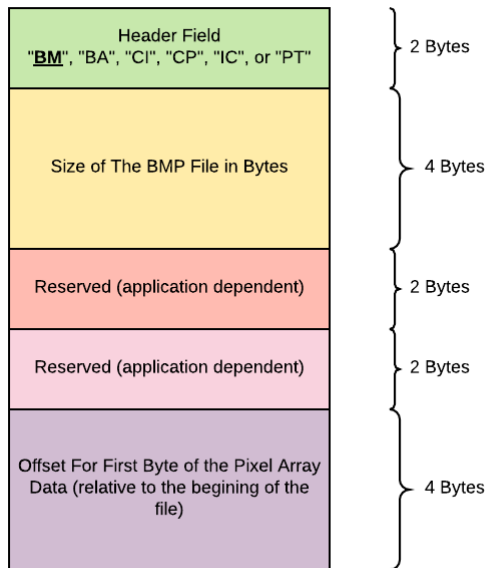 Header Field
"BM", "BA", "CI", "CP", "IC", or "PT"
2 Bytes
Size of The BMP File in Bytes
4 Bytes
Reserved (application dependent)
2 Bytes
Reserved (application dependent)
2 Bytes
Offset For First Byte of the Pixel Array
Data (relative to the begining of the
file)
4 Bytes